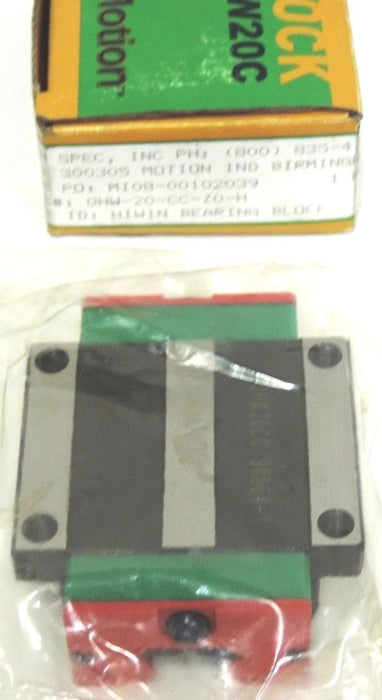 OCK
W20C
Motion
SPEC, INC PH: (800) 835-4
300305 MOTION IND BIRMING
PO: MI08-00102039 1
#: QHW-20-CC-Z0-H
ID: HIWIN BEARING BLOCK